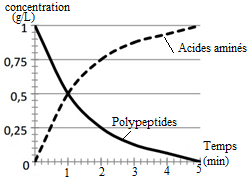 concentration
(g/L)
1
Acides aminés
0,75
0,5
0,25
Polypeptides
Temps
(min)
0
1 2 3 4 5